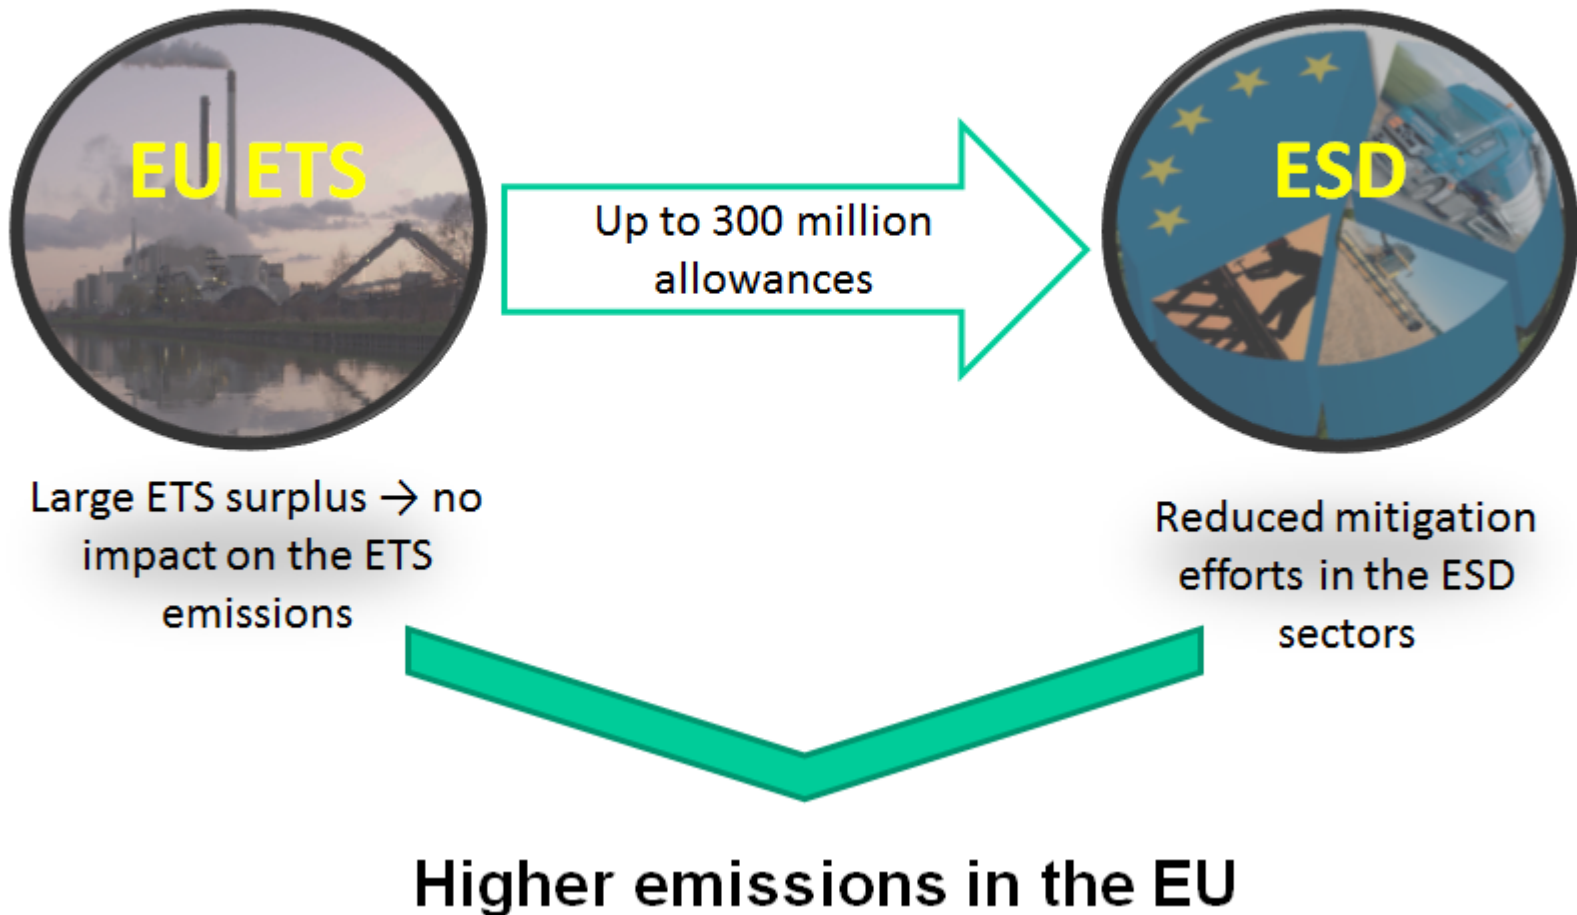 EU ETS
Up to 300 million
allowances
ESD
Large ETS surplus → no
impact on the ETS
emissions
Reduced mitigation
efforts in the ESD
sectors
Higher emissions in the EU